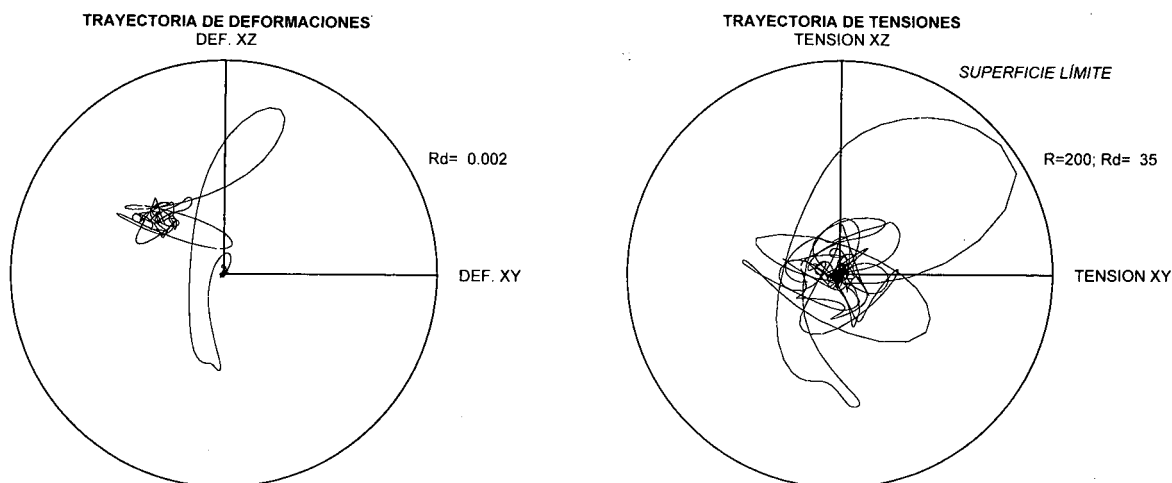 TRAYECTORIA DE DEFORMACIONES
DEF. XZ
Rd= 0.002
DEF. XY
TRAYECTORIA DE TENSIONES
TENSION XZ
SUPERFICIE LÍMITE
R=200; Rd= 35
TENSION XY